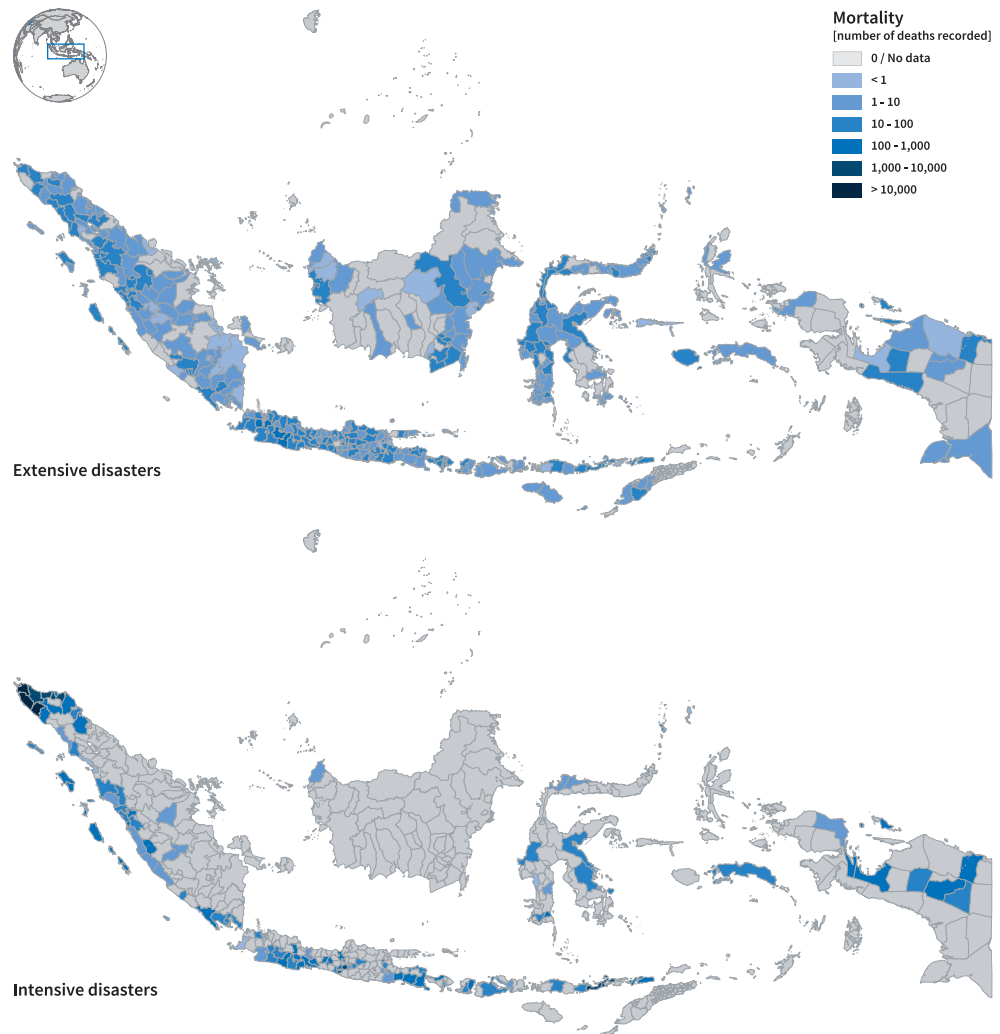 Mortality
[number of deaths recorded]
0 / No data
< 1
1 - 10
10 - 100
100 - 1,000
1,000 - 10,000
> 10,000
Extensive disasters
Intensive disasters